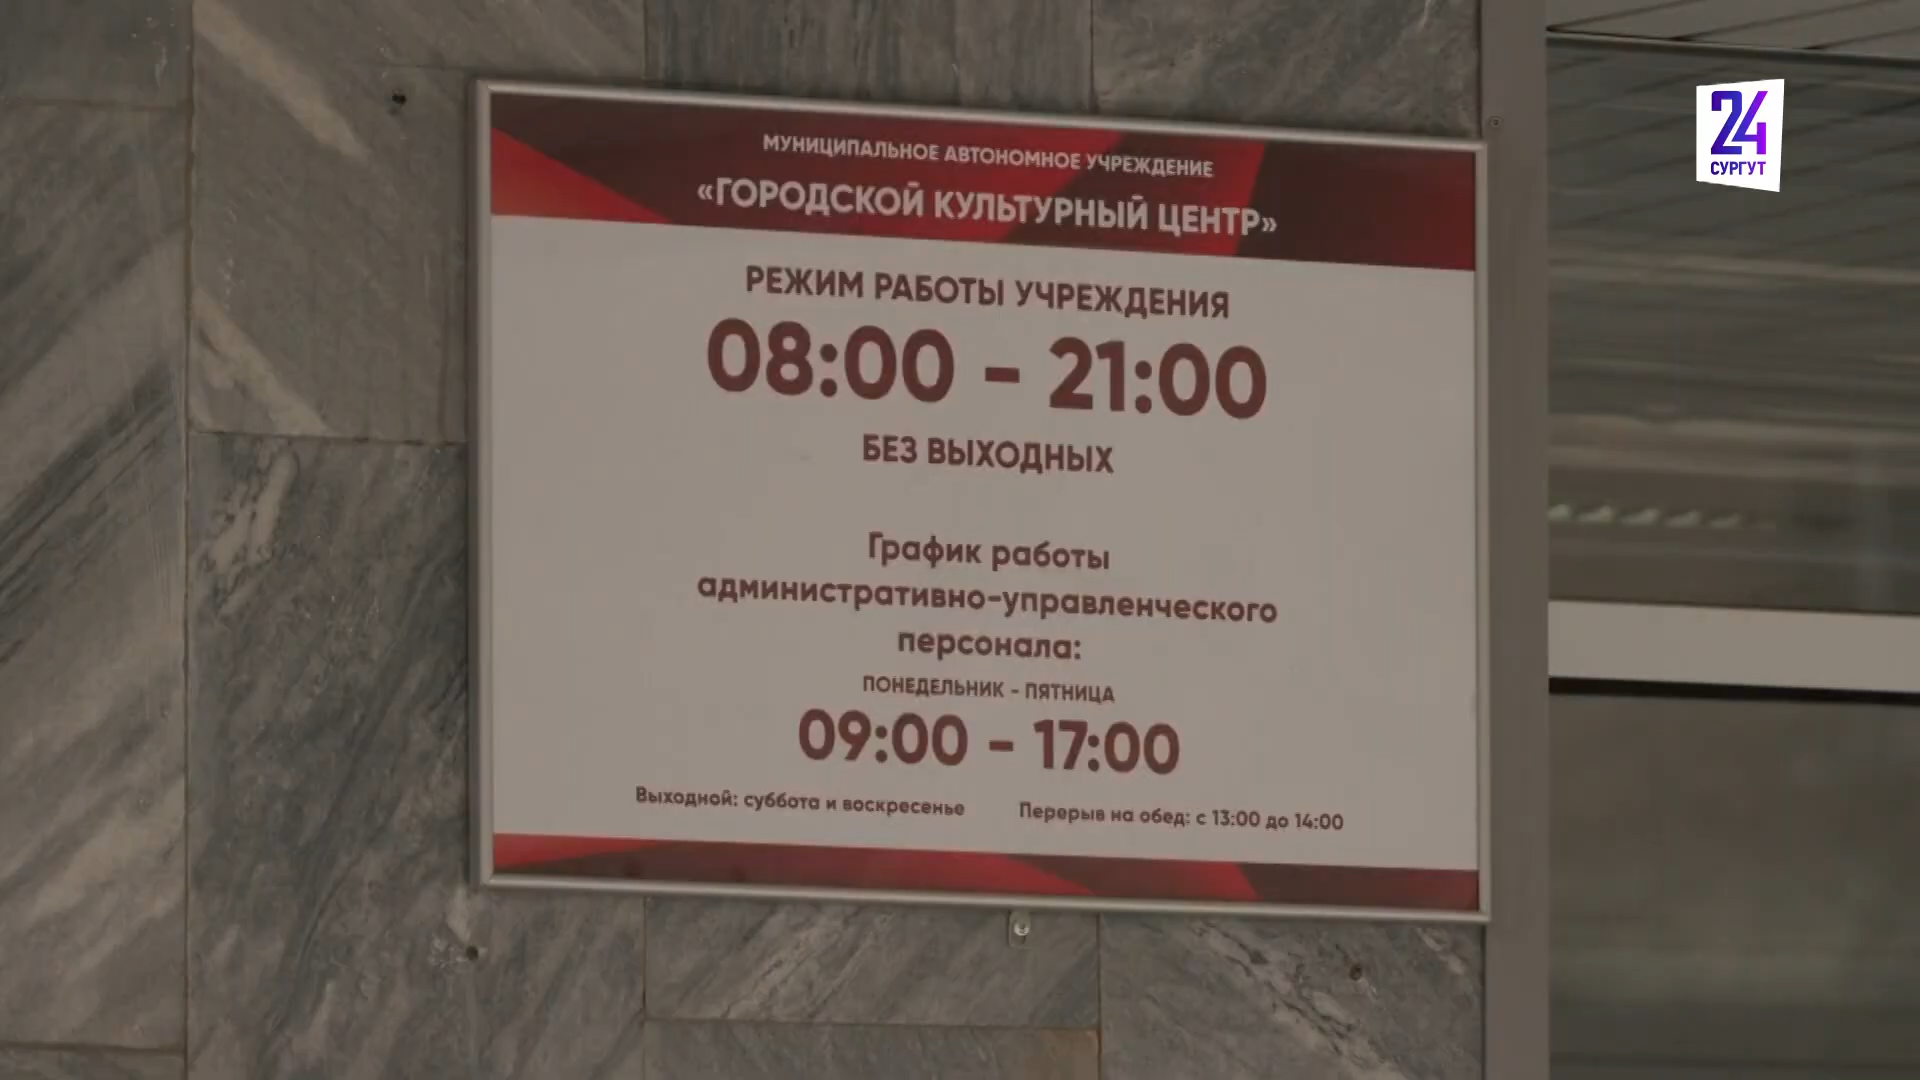 24
СУРГУТ
МУНИЦИПАЛЬНОЕ АВТОНОМНОЕ УЧРЕЖДЕНИЕ
«ГОРОДСКОЙ КУЛЬТУРНЫЙ ЦЕНТР»
РЕЖИМ РАБОТЫ УЧРЕЖДЕНИЯ
08:00 - 21:00
БЕЗ ВЫХОДНЫХ
График работы
административно-управленческого
персонала:
ПОНЕДЕЛЬНИК - ПЯТНИЦА
09:00 - 17:00
Выходной: суббота и воскресенье Перерыв на обед: с 13:00 до 14:00